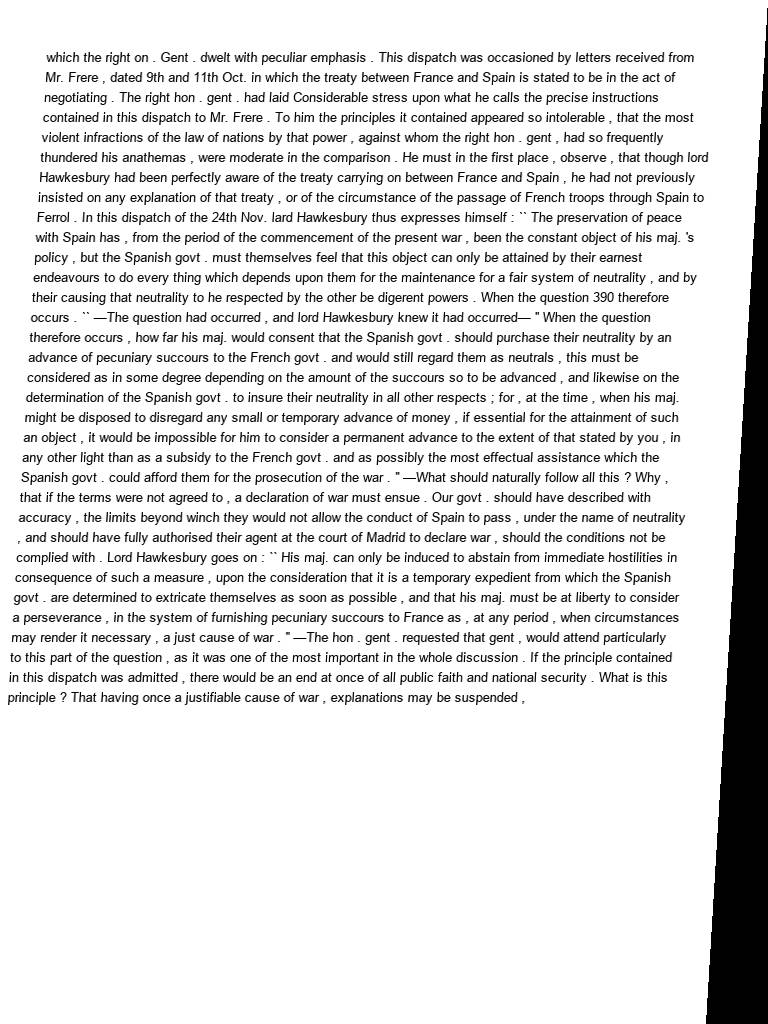 which the right on . Gent . dwelt with peculiar emphasis . This dispatch was occasioned by letters received from
Mr. Frere , dated 9th and 11th Oct. in which the treaty between France and Spain is stated to be in the act of
negotiating . The right hon . gent . had laid Considerable stress upon what he calls the precise instructions
contained in this dispatch to Mr. Frere . To him the principles it contained appeared so intolerable , that the most
violent infractions of the law of nations by that power , against whom the right hon . gent , had so frequently
thundered his anathemas , were moderate in the comparison . He must in the first place , observe , that though lord
Hawkesbury had been perfectly aware of the treaty carrying on between France and Spain , he had not previously
insisted on any explanation of that treaty , or of the circumstance of the passage of French troops through Spain to
Ferrol . In this dispatch of the 24th Nov. lard Hawkesbury thus expresses himself : `` The preservation of peace
with Spain has , from the period of the commencement of the present war , been the constant object of his maj. 's
policy , but the Spanish govt . must themselves feel that this object can only be attained by their earnest
endeavours to do every thing which depends upon them for the maintenance for a fair system of neutrality , and by
their causing that neutrality to he respected by the other be digerent powers . When the question 390 therefore
occurs . `` —The question had occurred , and lord Hawkesbury knew it had occurred— " When the question
therefore occurs , how far his maj. would consent that the Spanish govt . should purchase their neutrality by an
advance of pecuniary succours to the French govt . and would still regard them as neutrals , this must be
considered as in some degree depending on the amount of the succours so to be advanced , and likewise on the
determination of the Spanish govt . to insure their neutrality in all other respects ; for , at the time , when his maj.
might be disposed to disregard any small or temporary advance of money , if essential for the attainment of such
an object , it would be impossible for him to consider a permanent advance to the extent of that stated by you , in
any other light than as a subsidy to the French govt . and as possibly the most effectual assistance which the
Spanish govt . could afford them for the prosecution of the war . " —What should naturally follow all this ? Why ,
that if the terms were not agreed to , a declaration of war must ensue . Our govt . should have described with
accuracy , the limits beyond winch they would not allow the conduct of Spain to pass , under the name of neutrality
, and should have fully authorised their agent at the court of Madrid to declare war , should the conditions not be
complied with . Lord Hawkesbury goes on : `` His maj. can only be induced to abstain from immediate hostilities in
consequence of such a measure , upon the consideration that it is a temporary expedient from which the Spanish
govt . are determined to extricate themselves as soon as possible , and that his maj. must be at liberty to consider
a perseverance , in the system of furnishing pecuniary succours to France as , at any period , when circumstances
may render it necessary , a just cause of war . " —The hon . gent . requested that gent , would attend particularly
to this part of the question , as it was one of the most important in the whole discussion . If the principle contained
in this dispatch was admitted , there would be an end at once of all public faith and national security . What is this
principle ? That having once a justifiable cause of war , explanations may be suspended ,